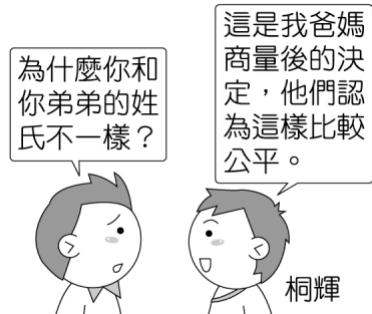 為什麼你和
你弟弟的姓
氏不一樣？
這是我爸媽
商量後的決
定，他們認
為這樣比較
公平。
桐輝